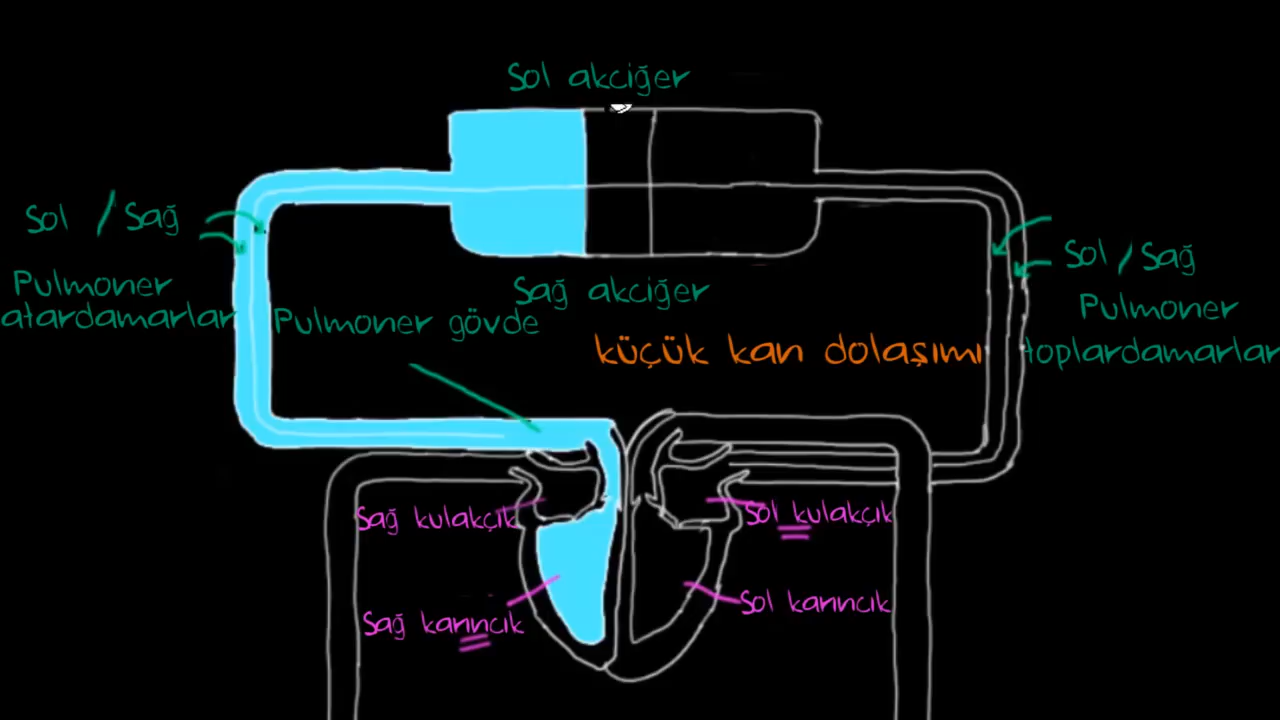 Sol akciğer
Sol / Sağ
Pulmoner
atardamarlar
Pulmoner gövde
Sağ akciğer
küçük kan dolaşımı
Sol / Sağ
Pulmoner
toplardamarlar
Sağ kulakçık
Sol kulakçık
Sağ karıncık
Sol karıncık